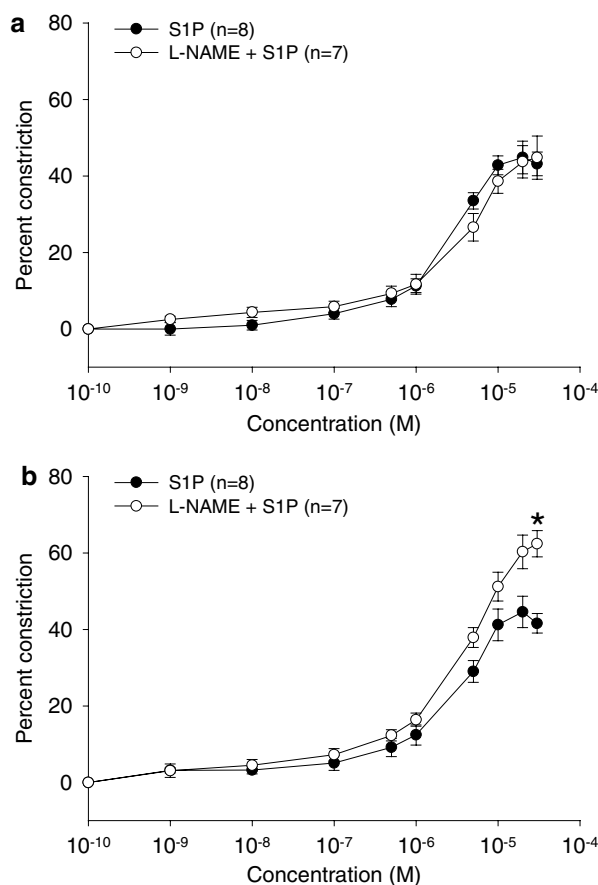 a
80
S1P (n=8)
L-NAME + S1P (n=7)
60
40
20
0
Percent constriction
10⁻¹⁰ 10⁻⁹ 10⁻⁸ 10⁻⁷ 10⁻⁶ 10⁻⁵ 10⁻⁴
Concentration (M)
b
80
S1P (n=8)
L-NAME + S1P (n=7)
*
60
40
20
0
Percent constriction
10⁻¹⁰ 10⁻⁹ 10⁻⁸ 10⁻⁷ 10⁻⁶ 10⁻⁵ 10⁻⁴
Concentration (M)